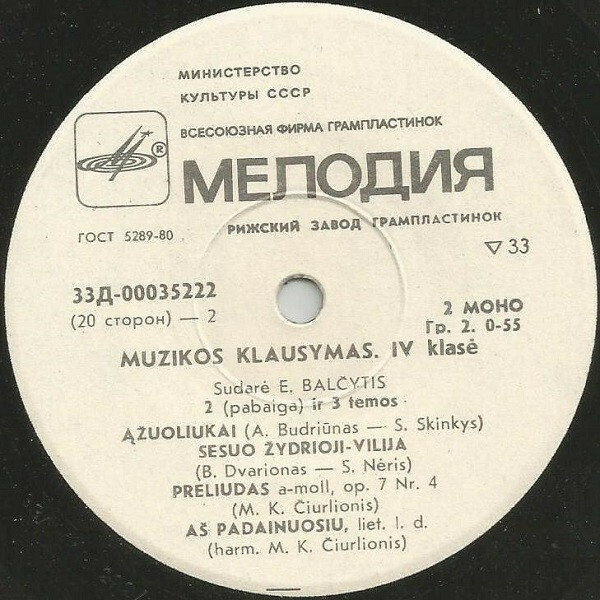 МИНИСТЕРСТВО
КУЛЬТУРЫ СССР
ВСЕСОЮЗНАЯ ФИРМА ГРАМПЛАСТИНОК
®
МЕЛОДИЯ
ГОСТ 5289-80
РИЖСКИЙ ЗАВОД ГРАМПЛАСТИНОК
▽ 33
33Д-00035222
(20 сторон) — 2
2 МОНО
Гр. 2. 0-55
MUZIKOS KLAUSYMAS. IV klasė
Sudarė E. BALČYTIS
2 (pabaiga) ir 3 temos
ĄŽUOLIUKAI (A. Budriūnas — S. Skinkys)
SESUO ŽYDRIOJI-VILIJA
(B. Dvarionas — S. Nėris)
PRELIUDAS a-moll, op. 7 Nr. 4
(M. K. Čiurlionis)
AŠ PADAINUOSIU, liet. l. d.
(harm. M. K. Čiurlionis)